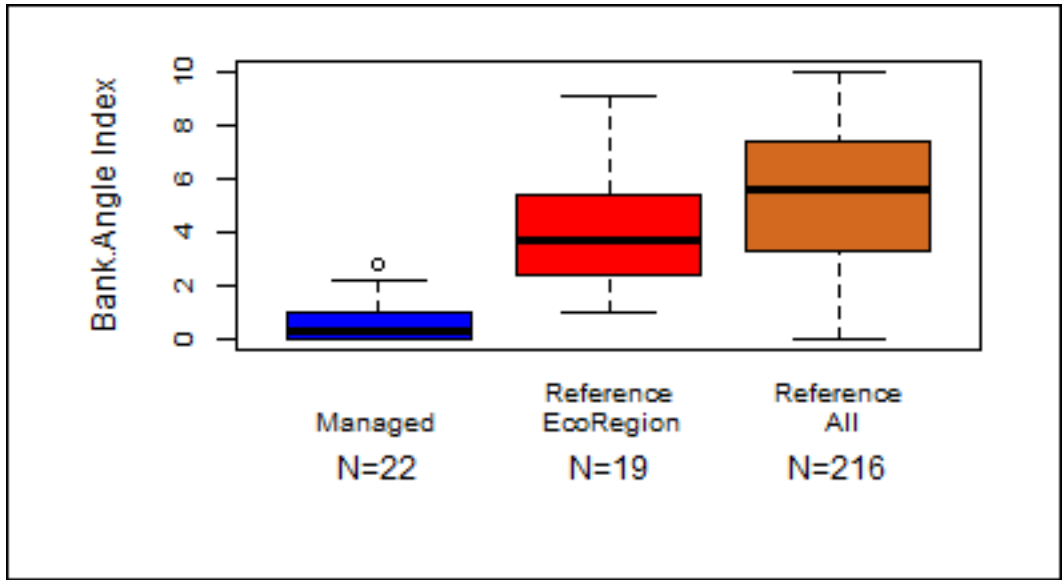 Bank.Angle Index
10
8
6
4
2
0
Managed
Reference
EcoRegion
Reference
All
N=22
N=19
N=216